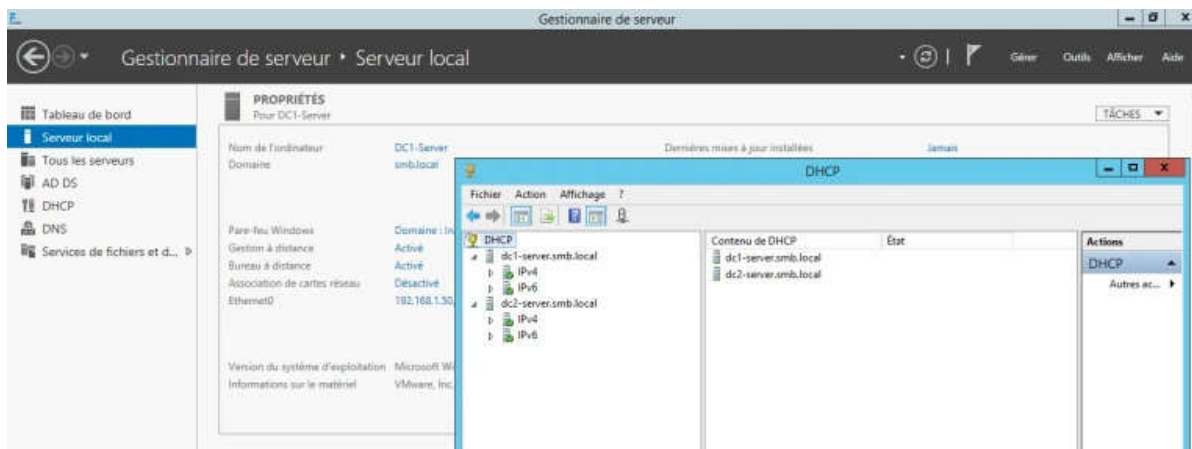 Gestionnaire de serveur
Gestionnaire de serveur • Serveur local
Gérer Outils Afficher Aide
Tableau de bord
Serveur local
Tous les serveurs
AD DS
DHCP
DNS
Services de fichiers et d...
PROPRIÉTÉS
Pour DC1-Server
TÂCHES
Nom de l'ordinateur DC1-Server
Domaine smb.local
Dernières mises à jour installées Jamais
Pare-feu Windows Domaine :
Gestion à distance Activé
Bureau à distance Activé
Association de cartes réseau Désactivé
Ethernet0 192.168.1.50,
Version du système d'exploitation Microsoft
Informations sur le matériel VMware, Inc.
DHCP
Fichier Action Affichage ?
DHCP
dc1-server.smb.local
IPv4
IPv6
dc2-server.smb.local
IPv4
IPv6
Contenu de DHCP État
dc1-server.smb.local
dc2-server.smb.local
Actions
DHCP
Autres ac...